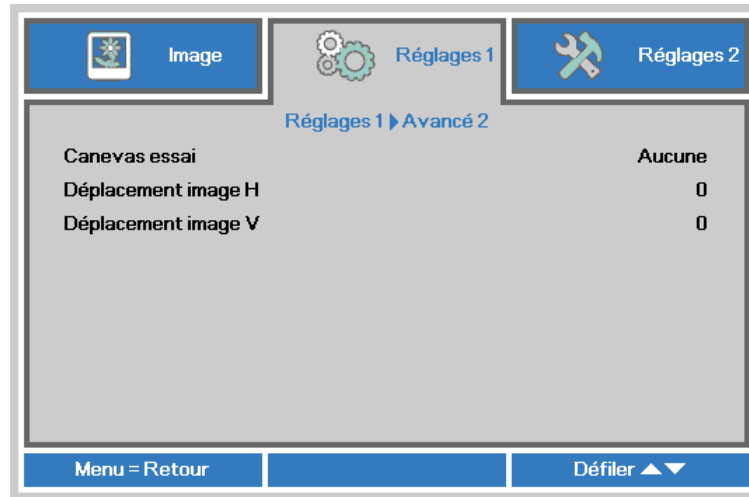 Image
Réglages 1
Réglages 2
Réglages 1 ▶ Avancé 2
Canevas essai Aucune
Déplacement image H 0
Déplacement image V 0
Menu = Retour
Défiler ▲▼